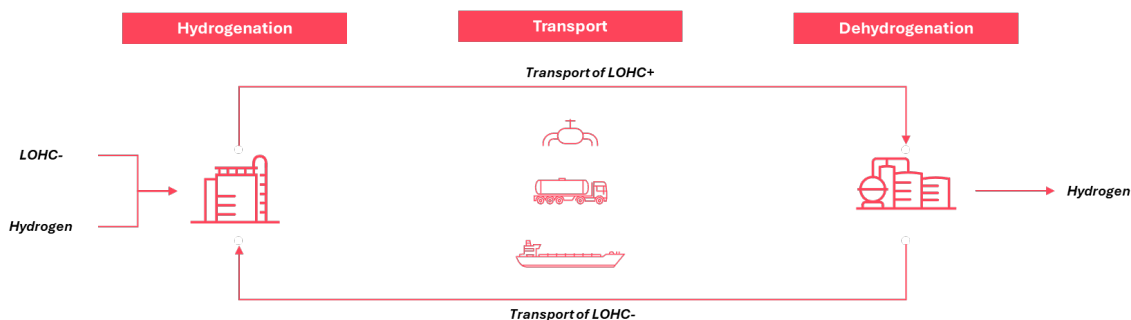 Hydrogenation
Transport
Dehydrogenation
Transport of LOHC+
LOHC-
Hydrogen
Hydrogen
Transport of LOHC-